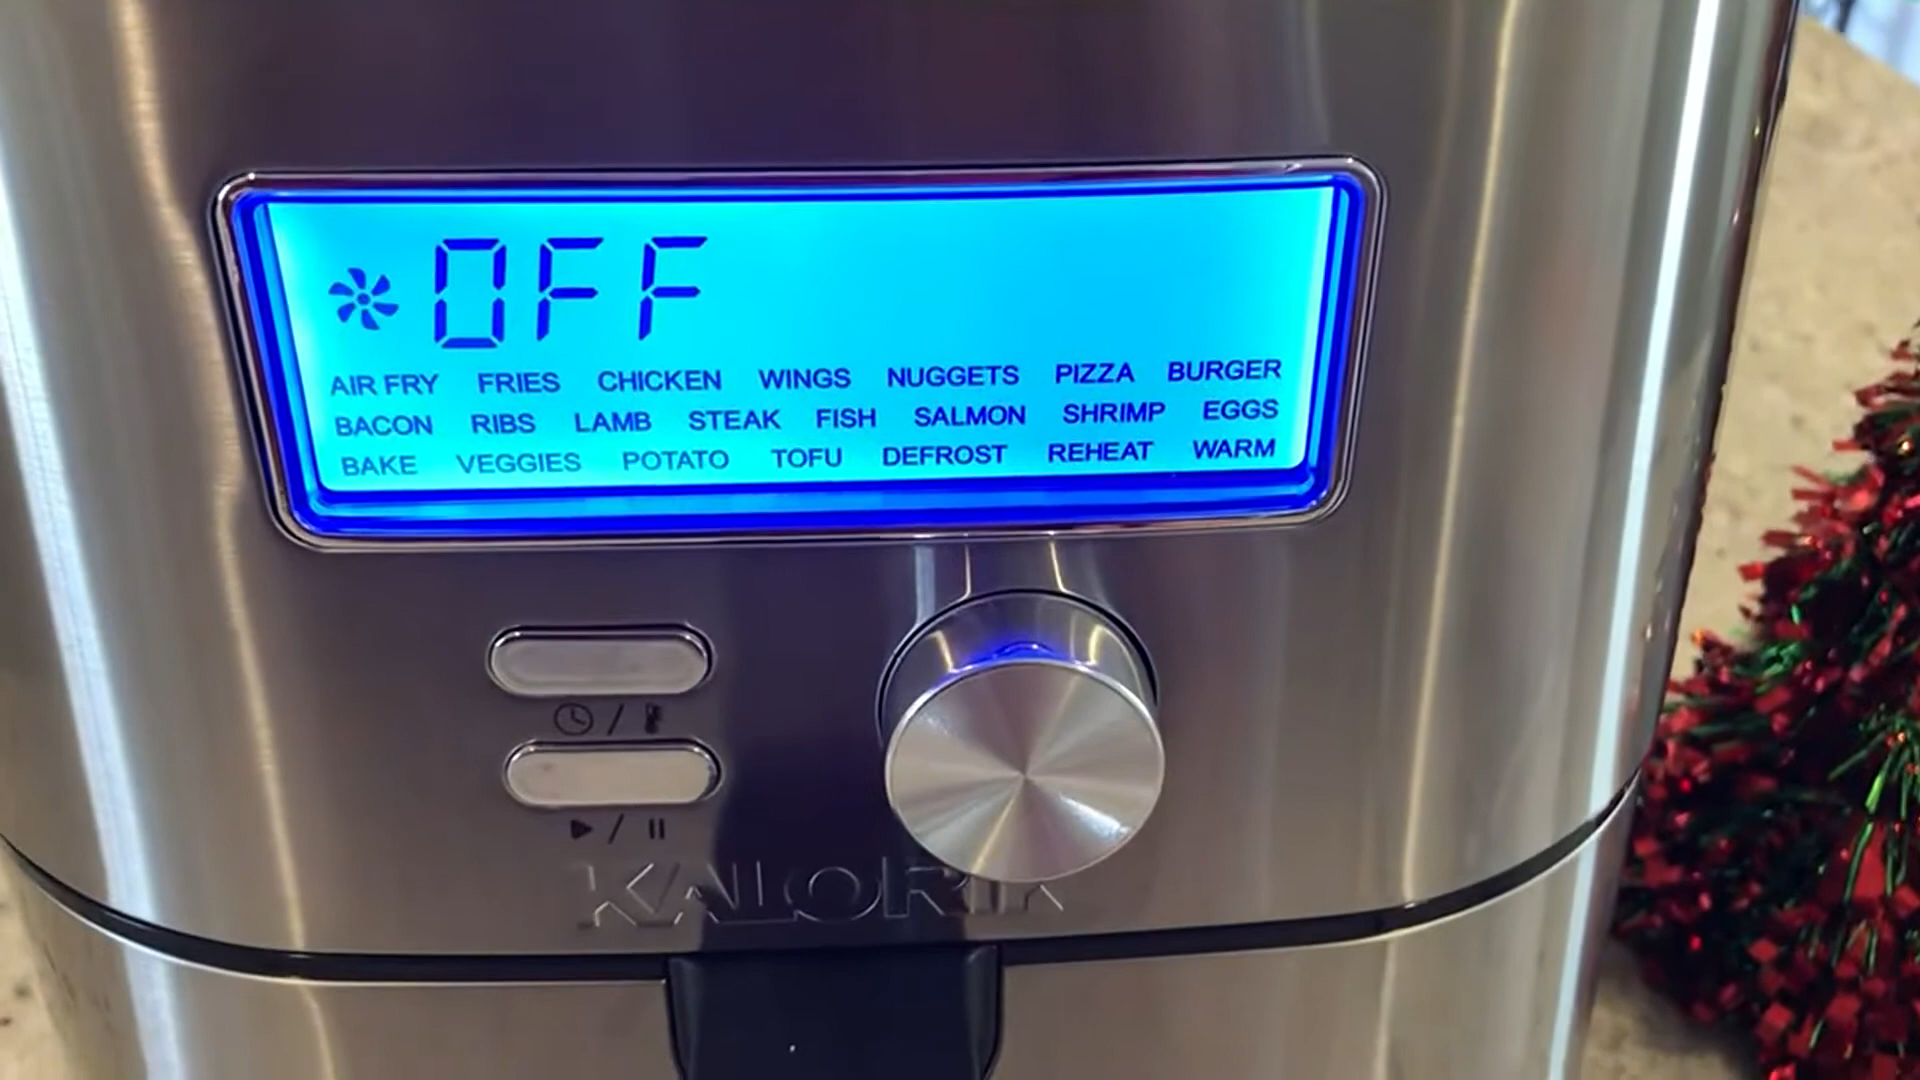 OFF
AIR FRY FRIES CHICKEN WINGS NUGGETS PIZZA BURGER
BACON RIBS LAMB STEAK FISH SALMON SHRIMP EGGS
BAKE VEGGIES POTATO TOFU DEFROST REHEAT WARM
KALORIK